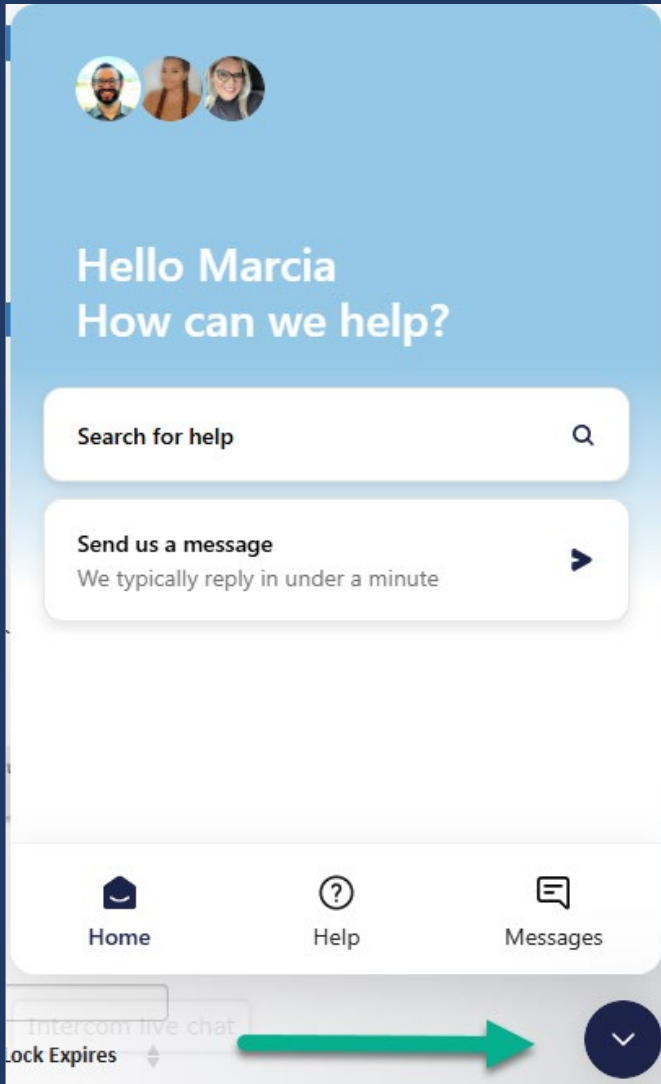 Hello Marcia
How can we help?
Search for help
Send us a message
We typically reply in under a minute
Home
Help
Messages
Intercom live chat
Lock Expires